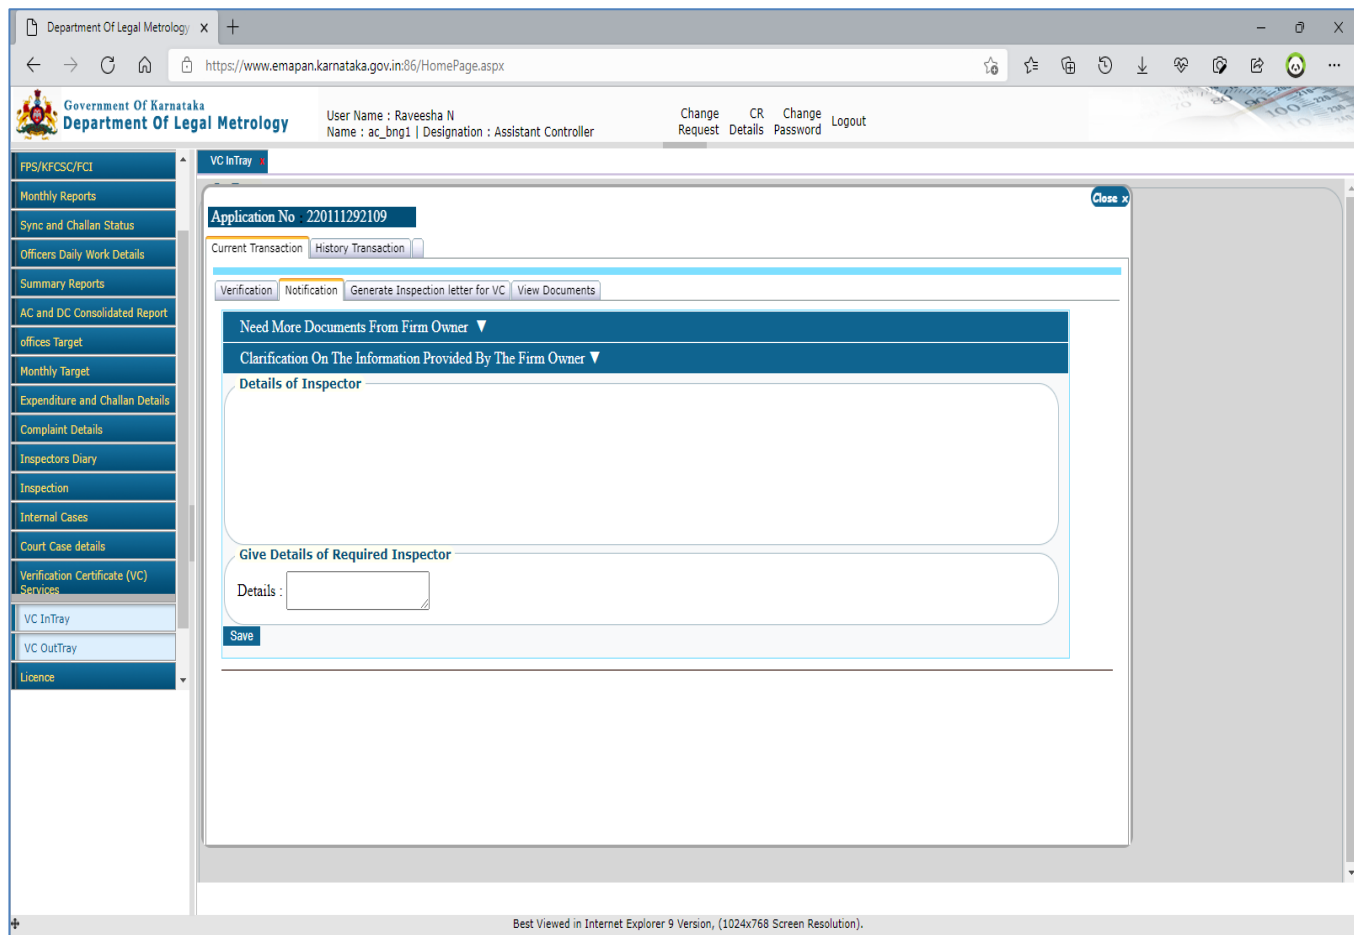 Department Of Legal Metrology
https://www.emapan.karnataka.gov.in:86/HomePage.aspx
Government Of Karnataka
Department Of Legal Metrology
User Name : Raveesha N
Name : ac_bng1 | Designation : Assistant Controller
Change Request
CR Details
Change Password
Logout
FPS/KFCSC/FCI
Monthly Reports
Sync and Challan Status
Officers Daily Work Details
Summary Reports
AC and DC Consolidated Report
offices Target
Monthly Target
Expenditure and Challan Details
Complaint Details
Inspectors Diary
Inspection
Internal Cases
Court Case details
Verification Certificate (VC)
Services
VC InTray
VC OutTray
Licence
VC InTray x
Close x
Application No : 220111292109
Current Transaction History Transaction
Verification Notification Generate Inspection letter for VC View Documents
Need More Documents From Firm Owner ▼
Clarification On The Information Provided By The Firm Owner ▼
Details of Inspector
Give Details of Required Inspector
Details :
Save
Best Viewed in Internet Explorer 9 Version, (1024x768 Screen Resolution).